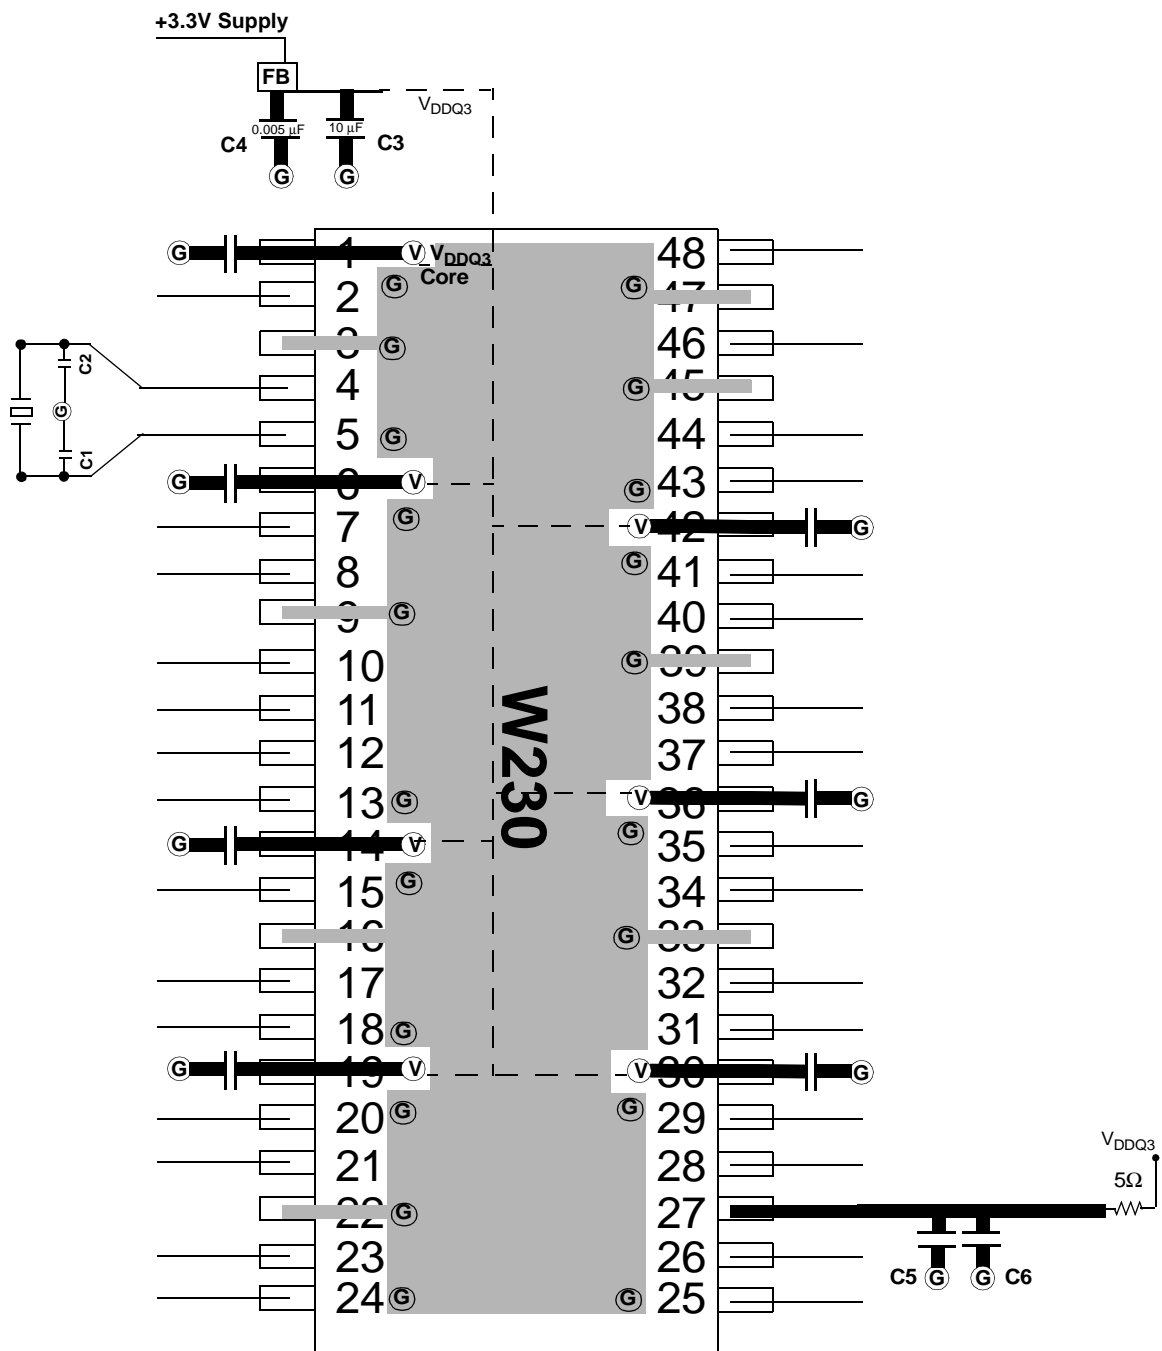 +3.3V Supply
FB
VDDQ3
C4
0.005 µF
10 µF
C3
G
G
G
1
V
VDDQ3
Core
48
G
G
2
47
3
G
46
C2
4
G
45
G
5
G
44
C1
G
6
V
G
43
7
G
V
42
G
8
G
41
9
G
40
10
G
39
11
38
12
W230
37
13
G
V
36
G
G
14
V
G
35
15
G
34
16
G
33
17
32
18
G
31
G
19
V
V
30
G
20
G
G
29
21
28
VDDQ3
5Ω
22
G
27
23
26
C5
G
G
C6
24
G
G
25